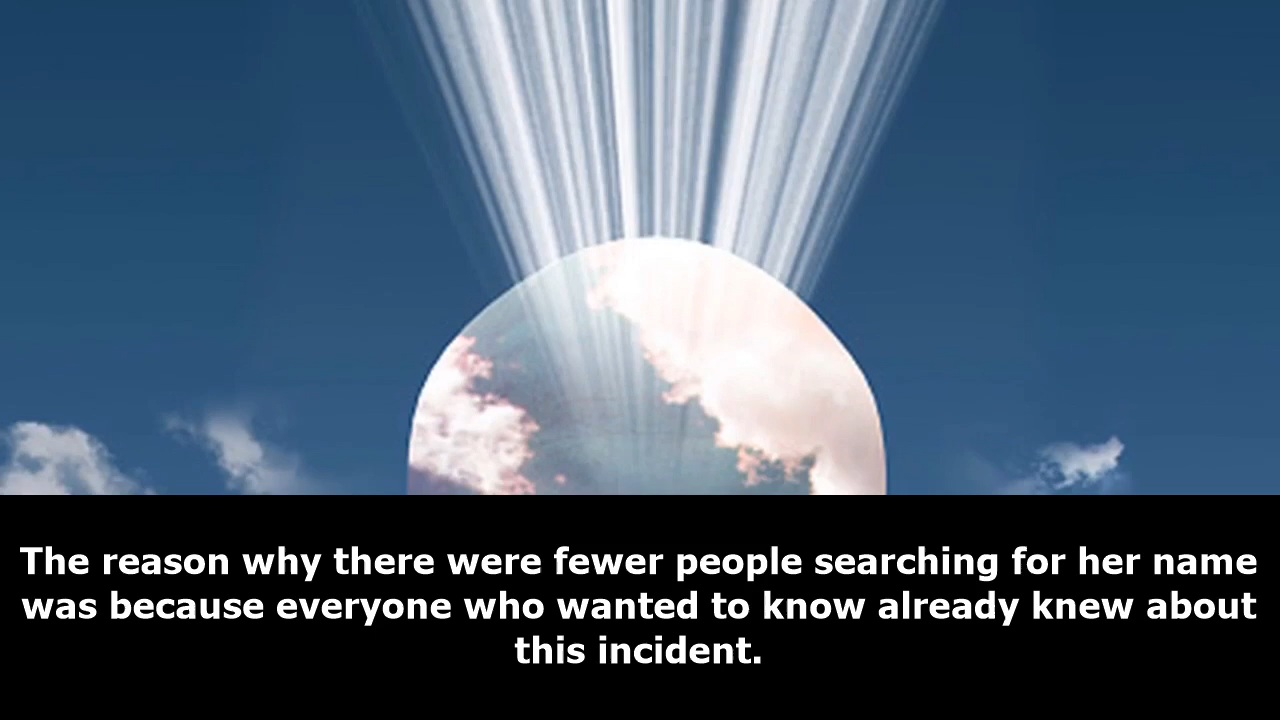 The reason why there were fewer people searching for her name
was because everyone who wanted to know already knew about
this incident.